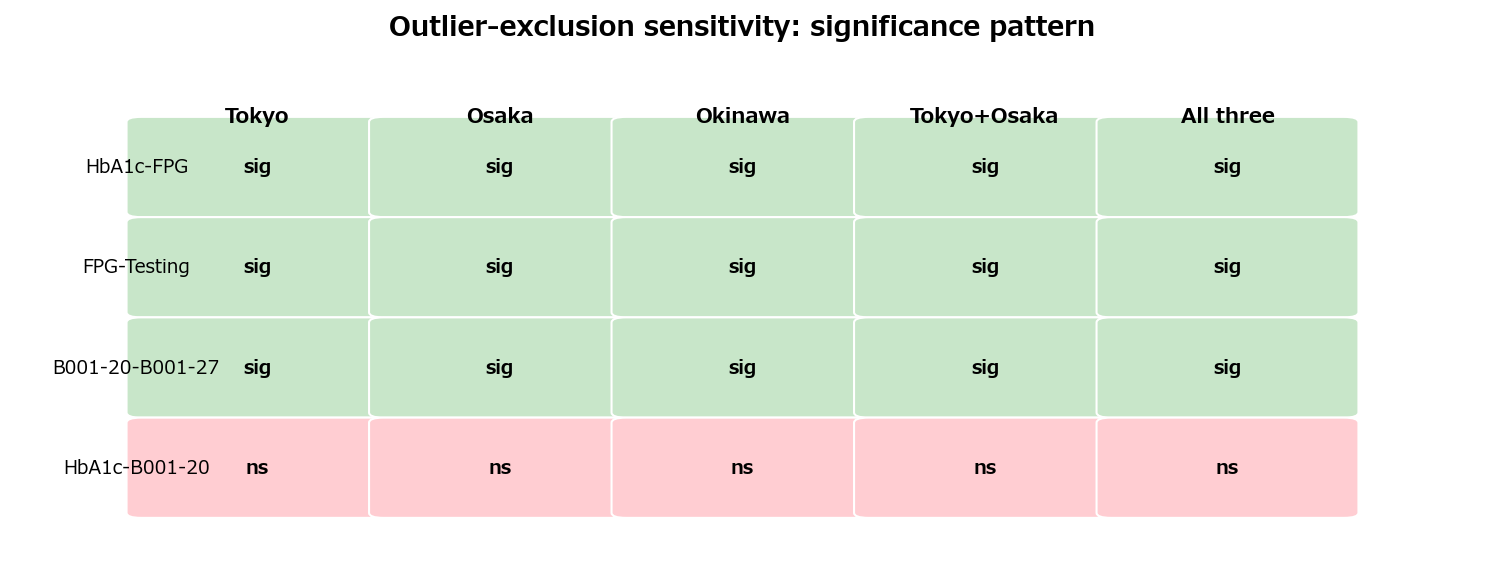 Outlier-exclusion sensitivity: significance pattern
Tokyo Osaka Okinawa Tokyo+Osaka All three
HbA1c-FPG sig sig sig sig sig
FPG-Testing sig sig sig sig sig
B001-20-B001-27 sig sig sig sig sig
HbA1c-B001-20 ns ns ns ns ns